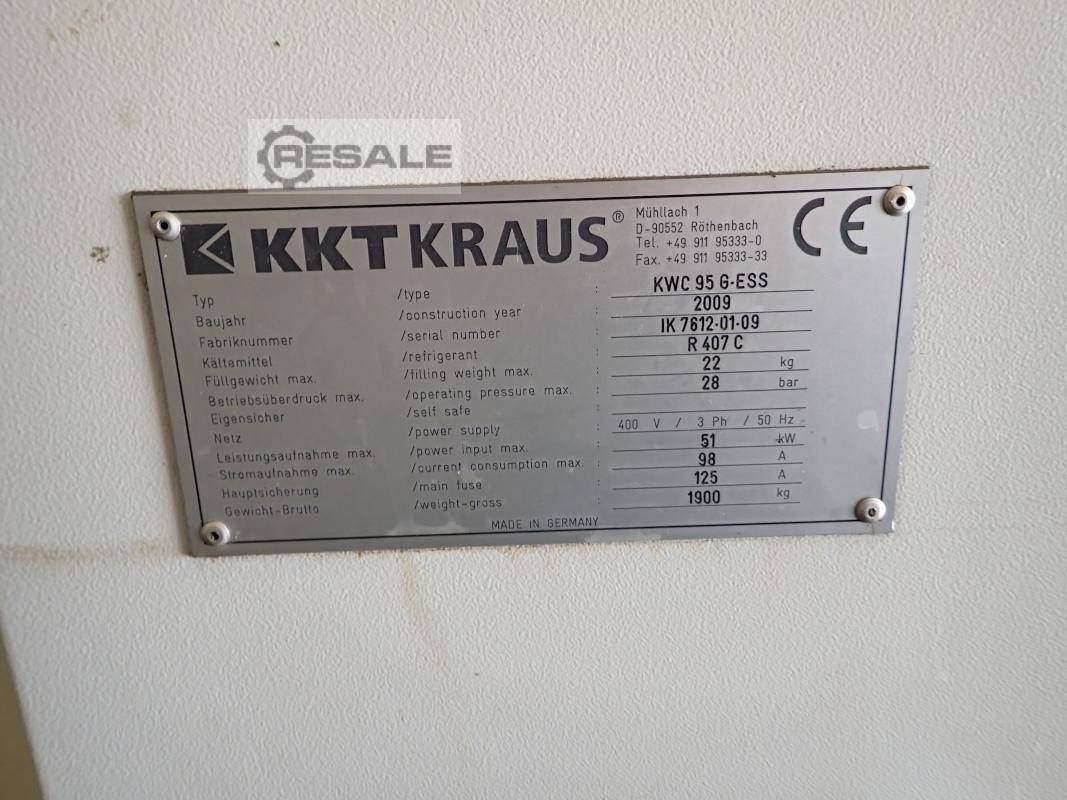 RESALE
KKT KRAUS®
Mühllach 1
D-90552 Röthenbach
Tel. +49 911 95333-0
Fax. +49 911 95333-33
CE
Typ /type : KWC 95 G-ESS
Baujahr /construction year : 2009
Fabriknummer /serial number : IK 7612-01-09
Kältemittel /refrigerant : R 407 C
Füllgewicht max. /filling weight max. : 22 kg
Betriebsüberdruck max. /operating pressure max. : 28 bar
Eigensicher /self safe :
Netz /power supply : 400 V / 3 Ph / 50 Hz
Leistungsaufnahme max. /power input max. : 51 kW
Stromaufnahme max. /current consumption max. : 98 A
Hauptsicherung /main fuse : 125 A
Gewicht-Brutto /weight-gross : 1900 kg
MADE IN GERMANY